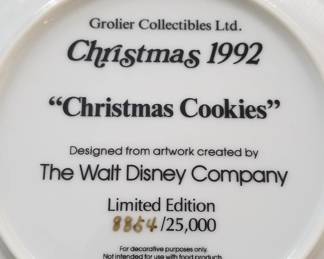 Grolier Collectibles Ltd.
Christmas 1992
“Christmas Cookies”
Designed from artwork created by
The Walt Disney Company
Limited Edition
8854/25,000
For decorative purposes only.
Not intended for use with food products.